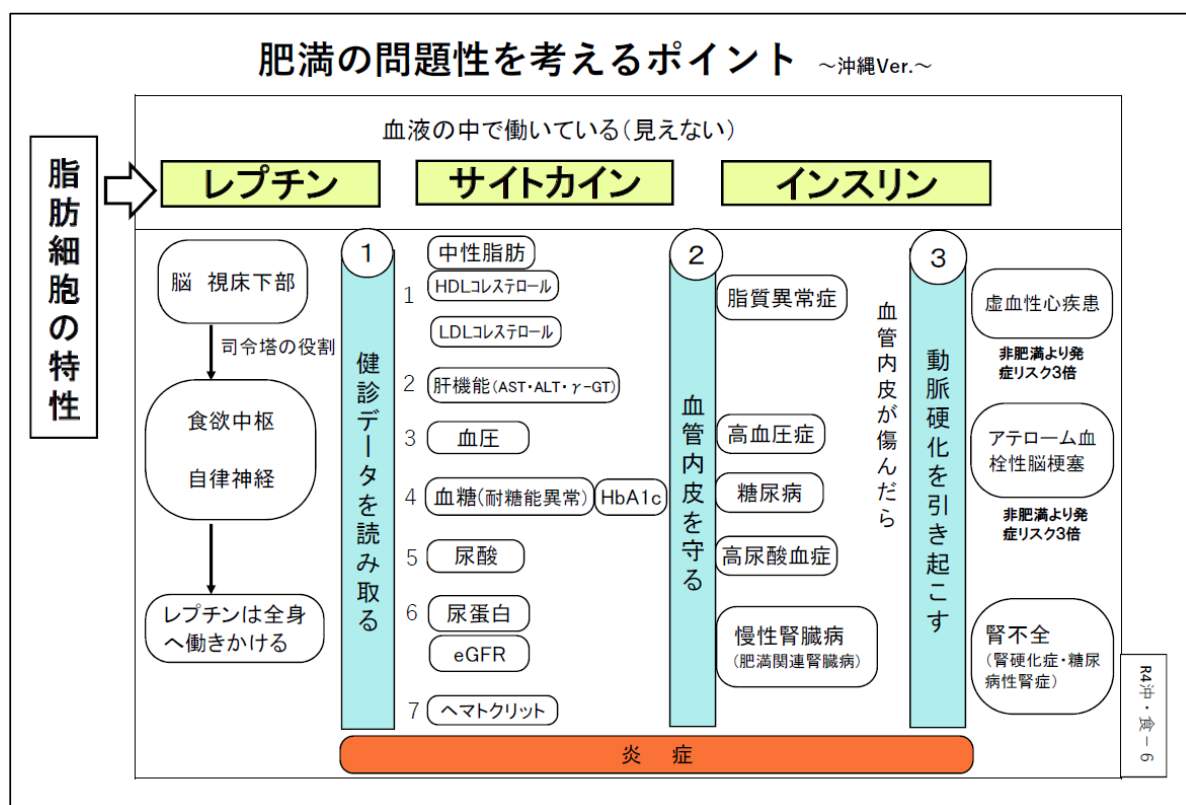 肥満の問題性を考えるポイント ～沖縄Ver.～
脂肪細胞の特性
血液の中で働いている(見えない)
レプチン
サイトカイン
インスリン
脳 視床下部
司令塔の役割
食欲中枢
自律神経
レプチンは全身
へ働きかける
1
健診データを読み取る
1
中性脂肪
HDLコレステロール
LDLコレステロール
2
肝機能(AST・ALT・γ-GT)
3
血圧
4
血糖(耐糖能異常)
HbA1c
5
尿酸
6
尿蛋白
eGFR
7
ヘマトクリット
2
血管内皮を守る
脂質異常症
高血圧症
糖尿病
高尿酸血症
慢性腎臓病
(肥満関連腎臓病)
血管内皮が傷んだら
3
動脈硬化を引き起こす
虚血性心疾患
非肥満より発
症リスク3倍
アテローム血
栓性脳梗塞
非肥満より発
症リスク3倍
腎不全
(腎硬化症・糖尿
病性腎症)
炎 症
R4沖・食－6